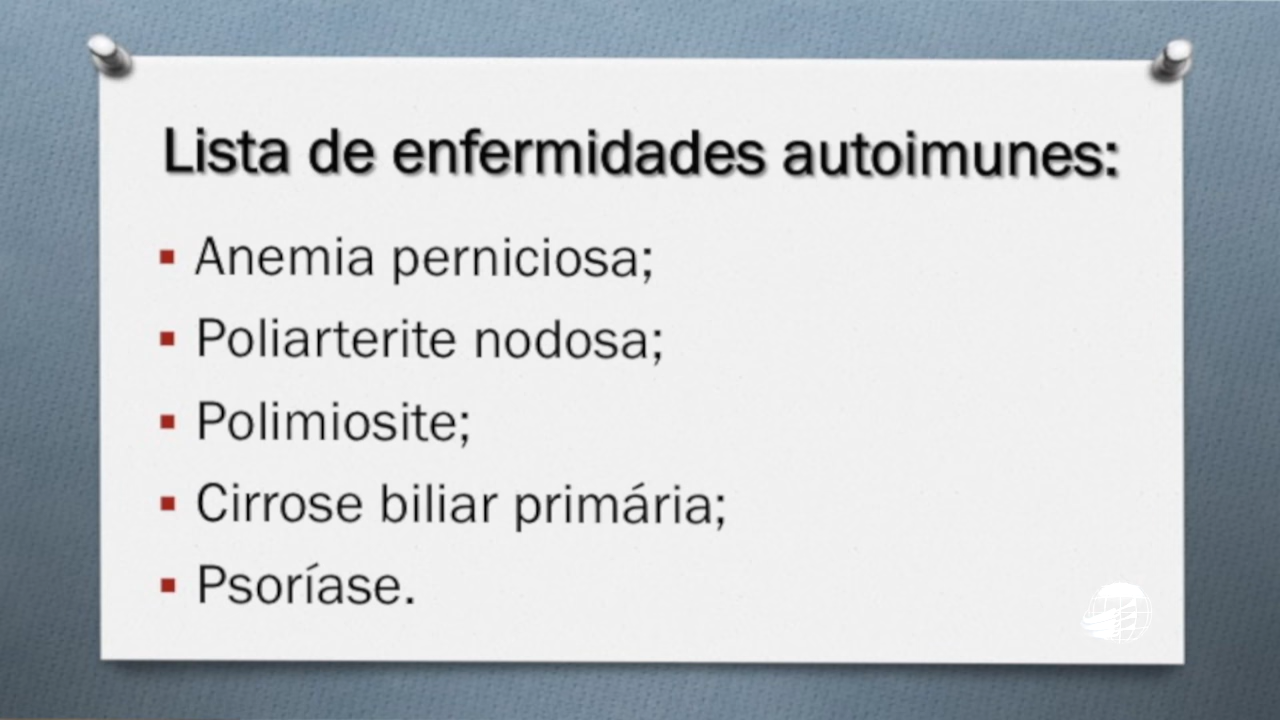 Lista de enfermidades autoimunes:
Anemia perniciosa;
Poliarterite nodosa;
Polimiosite;
Cirrose biliar primária;
Psoríase.